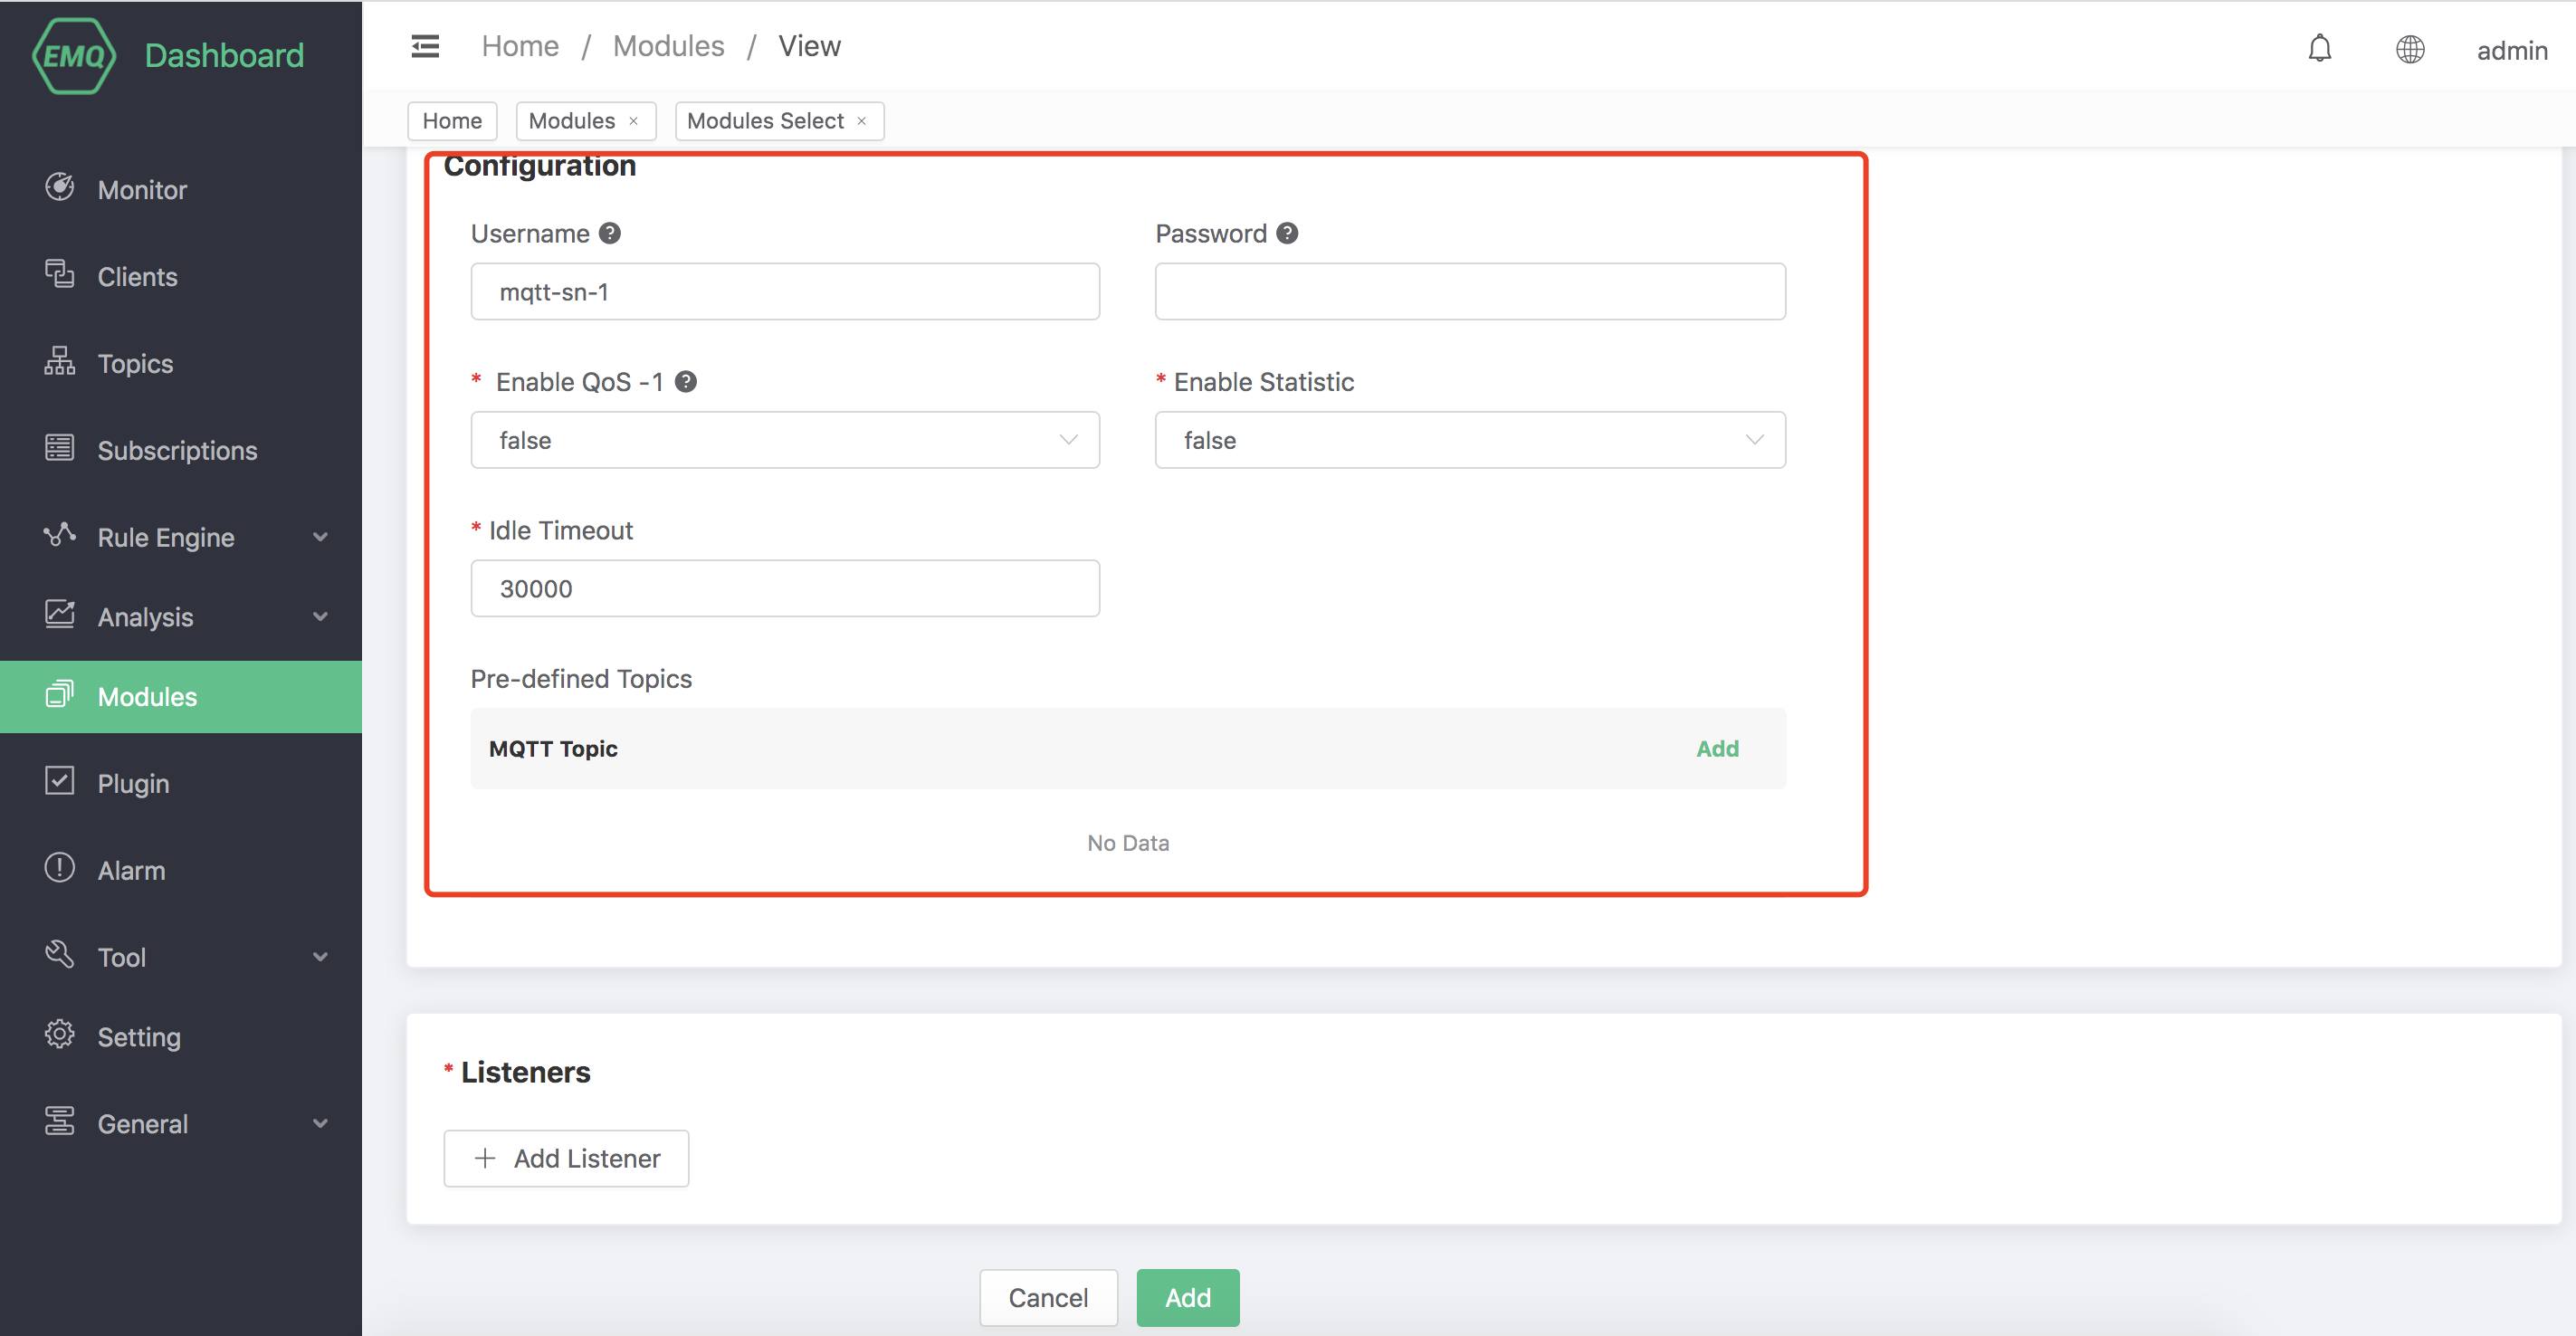 EMQ Dashboard
Monitor
Clients
Topics
Subscriptions
Rule Engine
Analysis
Modules
Plugin
Alarm
Tool
Setting
General
Home / Modules / View
admin
Home
Modules ×
Modules Select ×
Configuration
Username ?
Password ?
mqtt-sn-1
* Enable QoS -1 ?
* Enable Statistic
false
false
* Idle Timeout
30000
Pre-defined Topics
MQTT Topic
Add
No Data
* Listeners
+ Add Listener
Cancel
Add